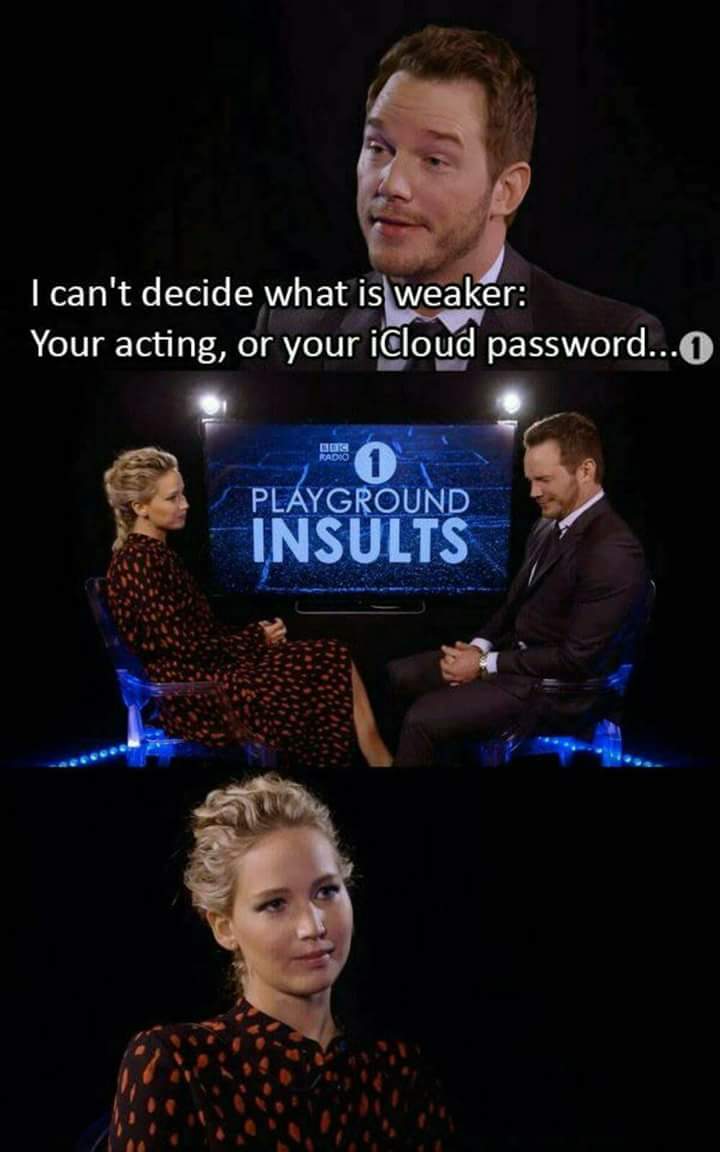 I can't decide what is weaker:
Your acting, or your iCloud password...1
BBC
RADIO 1
PLAYGROUND
INSULTS